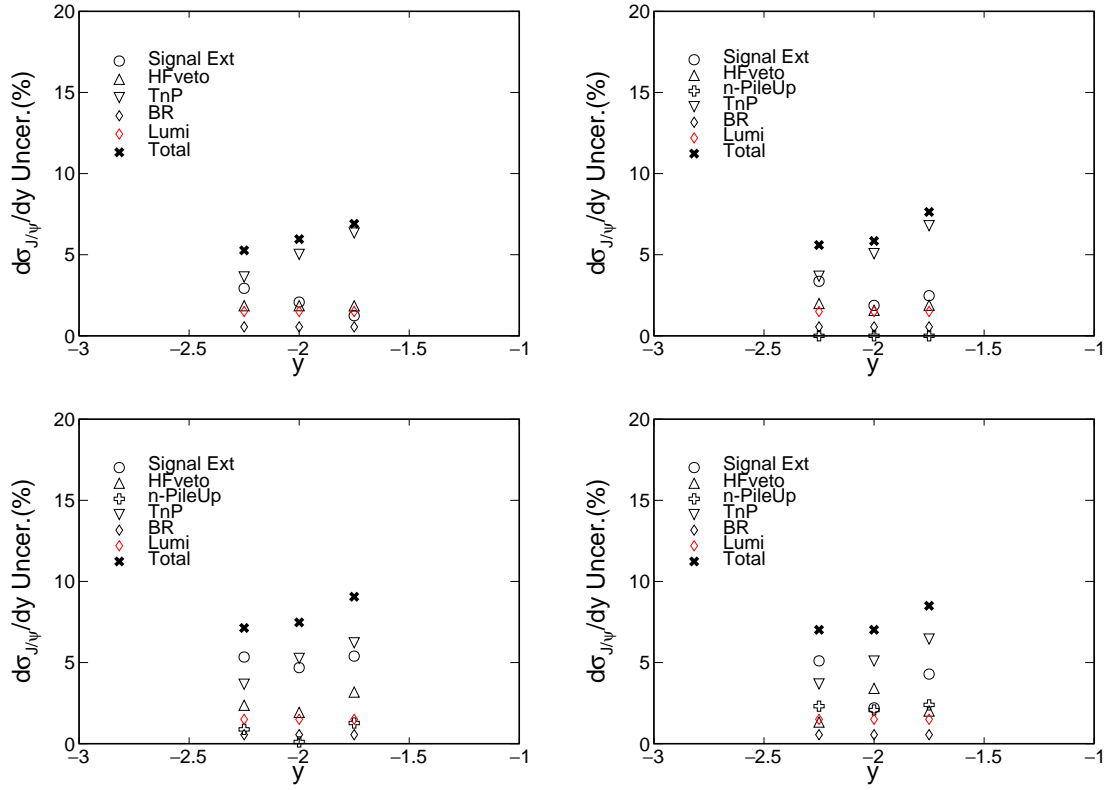 20
15
10
5
0
dσJ/ψ/dy Uncer.(%)
Signal Ext
HFveto
TnP
BR
Lumi
Total
−3 −2.5 −2 −1.5 −1
y
20
15
10
5
0
dσJ/ψ/dy Uncer.(%)
Signal Ext
HFveto
n-PileUp
TnP
BR
Lumi
Total
−3 −2.5 −2 −1.5 −1
y
20
15
10
5
0
dσJ/ψ/dy Uncer.(%)
Signal Ext
HFveto
n-PileUp
TnP
BR
Lumi
Total
−3 −2.5 −2 −1.5 −1
y
20
15
10
5
0
dσJ/ψ/dy Uncer.(%)
Signal Ext
HFveto
n-PileUp
TnP
BR
Lumi
Total
−3 −2.5 −2 −1.5 −1
y